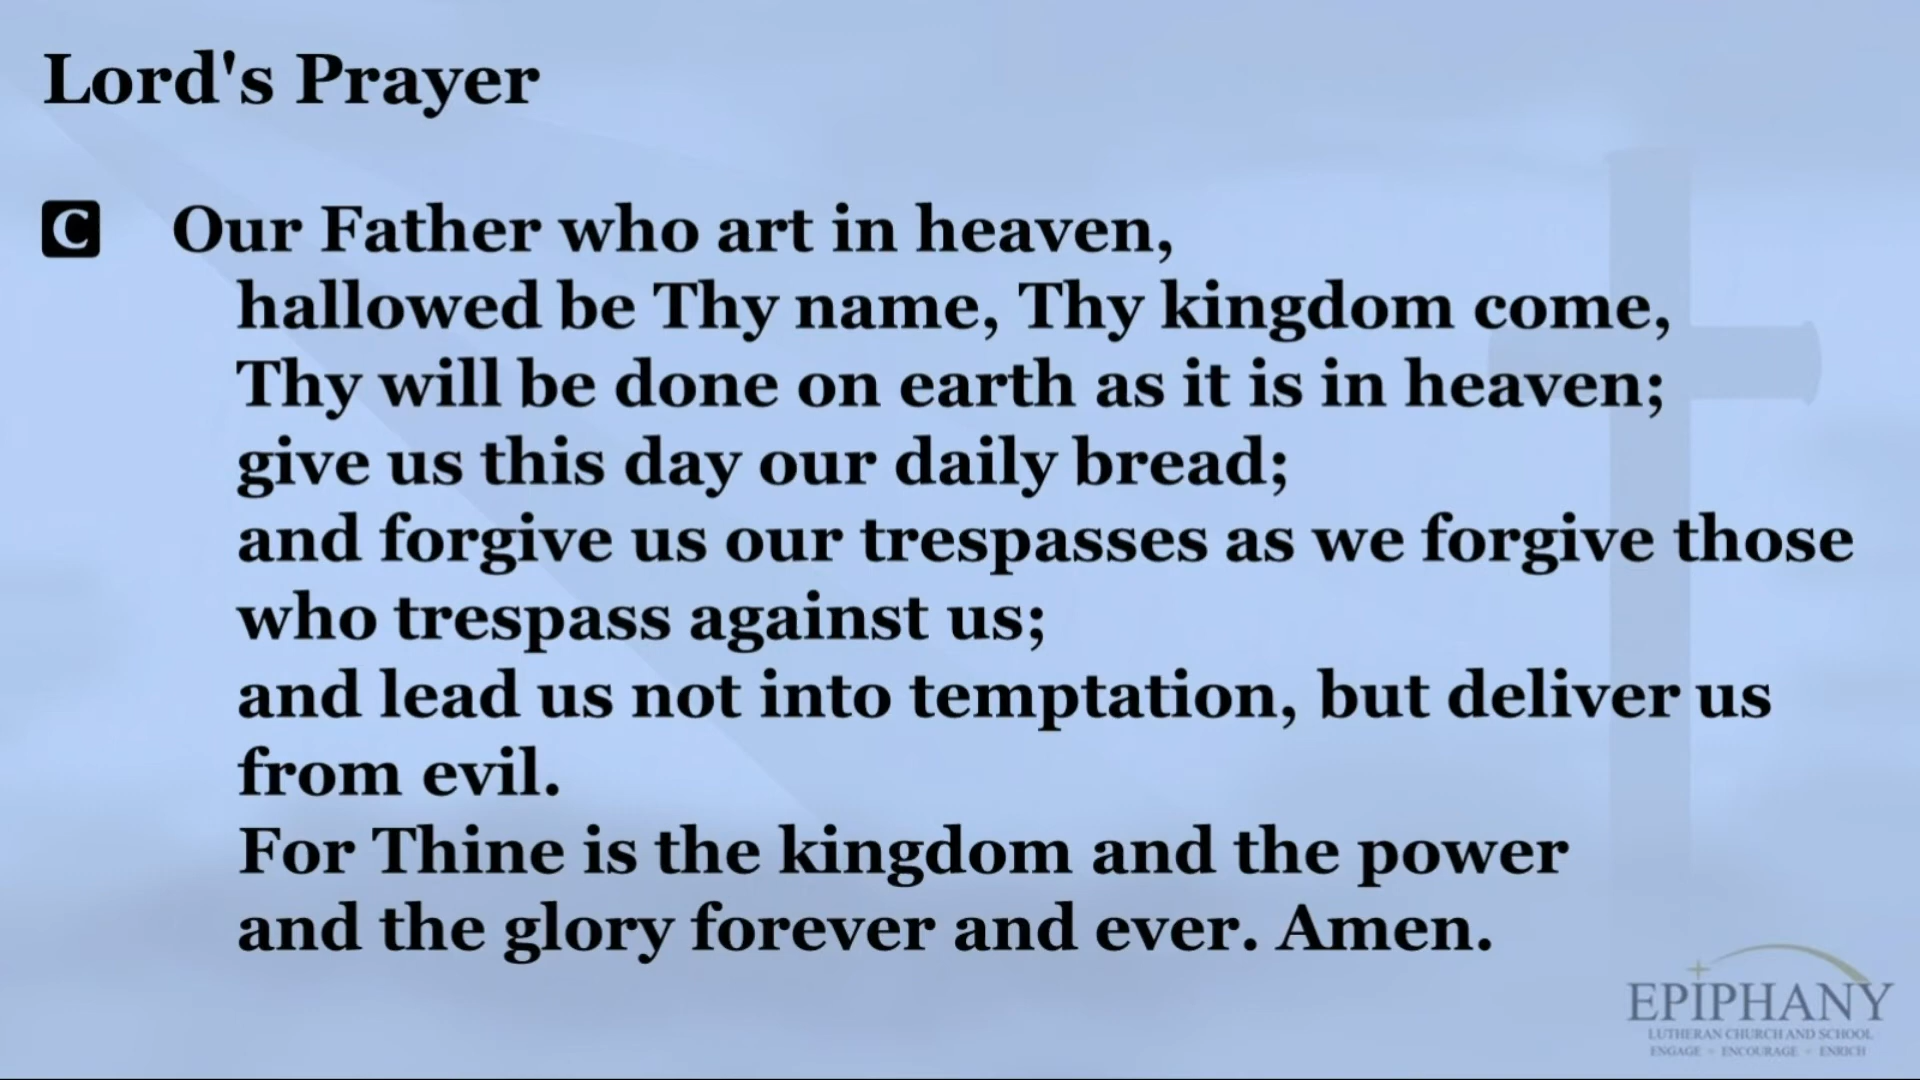 Lord's Prayer
C Our Father who art in heaven,
hallowed be Thy name, Thy kingdom come,
Thy will be done on earth as it is in heaven;
give us this day our daily bread;
and forgive us our trespasses as we forgive those
who trespass against us;
and lead us not into temptation, but deliver us
from evil.
For Thine is the kingdom and the power
and the glory forever and ever. Amen.
EPIPHANY
LUTHERAN CHURCH AND SCHOOL
ENGAGE - ENCOURAGE - ENRICH